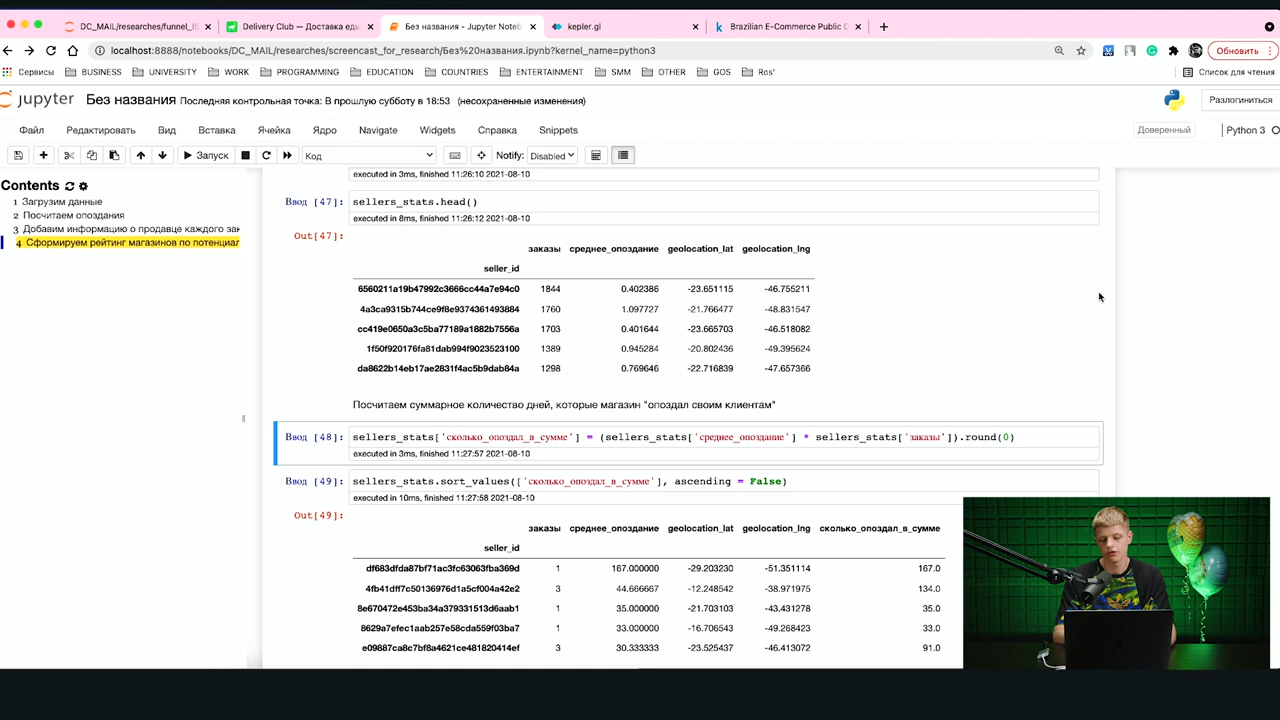 DC_MAIL/researches/funnel_IS
Delivery Club — Доставка еды
Без названия - Jupyter Noteb
kepler.gl
Brazilian E-Commerce Public D
localhost:8888/notebooks/DC_MAIL/researches/screencast_for_research/Без%20названия.ipynb?kernel_name=python3
Обновить
Сервисы BUSINESS UNIVERSITY WORK PROGRAMMING EDUCATION COUNTRIES ENTERTAINMENT SMM OTHER GOS Ros' Список для чтения
jupyter Без названия Последняя контрольная точка: В прошлую субботу в 18:53 (несохраненные изменения)
Разлогиниться
Файл Редактировать Вид Вставка Ячейка Ядро Navigate Widgets Справка Snippets Доверенный Python 3
Запуск Код Notify: Disabled
Contents
1 Загрузим данные
2 Посчитаем опоздания
3 Добавим информацию о продавце каждого зак
4 Сформируем рейтинг магазинов по потенциал
executed in 3ms, finished 11:26:10 2021-08-10
Ввод [47]: sellers_stats.head()
executed in 8ms, finished 11:26:12 2021-08-10
Out[47]:
заказы среднее_опоздание geolocation_lat geolocation_lng
seller_id
6560211a19b47992c3666cc44a7e94c0 1844 0.402386 -23.651115 -46.755211
4a3ca9315b744ce9f8e9374361493884 1760 1.097727 -21.766477 -48.831547
cc419e0650a3c5ba77189a1882b7556a 1703 0.401644 -23.665703 -46.518082
1f50f920176fa81dab994f9023523100 1389 0.945284 -20.802436 -49.395624
da8622b14eb17ae2831f4ac5b9dab84a 1298 0.769646 -22.716839 -47.657366
Посчитаем суммарное количество дней, которые магазин "опоздал своим клиентам"
Ввод [48]: sellers_stats['сколько_опоздал_в_сумме'] = (sellers_stats['среднее_опоздание'] * sellers_stats['заказы']).round(0)
executed in 3ms, finished 11:27:57 2021-08-10
Ввод [49]: sellers_stats.sort_values(['сколько_опоздал_в_сумме'], ascending = False)
executed in 10ms, finished 11:27:58 2021-08-10
Out[49]:
заказы среднее_опоздание geolocation_lat geolocation_lng сколько_опоздал_в_сумме
seller_id
df683dfda87bf71ac3fc63063fba369d 1 167.000000 -29.203230 -51.351114 167.0
4fb41dff7c50136976d1a5cf004a42e2 3 44.666667 -12.248542 -38.971975 134.0
8e670472e453ba34a379331513d6aab1 1 35.000000 -21.703103 -43.431278 35.0
8629a7efec1aab257e58cda559f03ba7 1 33.000000 -16.706543 -49.268423 33.0
e09887ca8c7bf8a4621ce481820414ef 3 30.333333 -23.525437 -46.413072 91.0